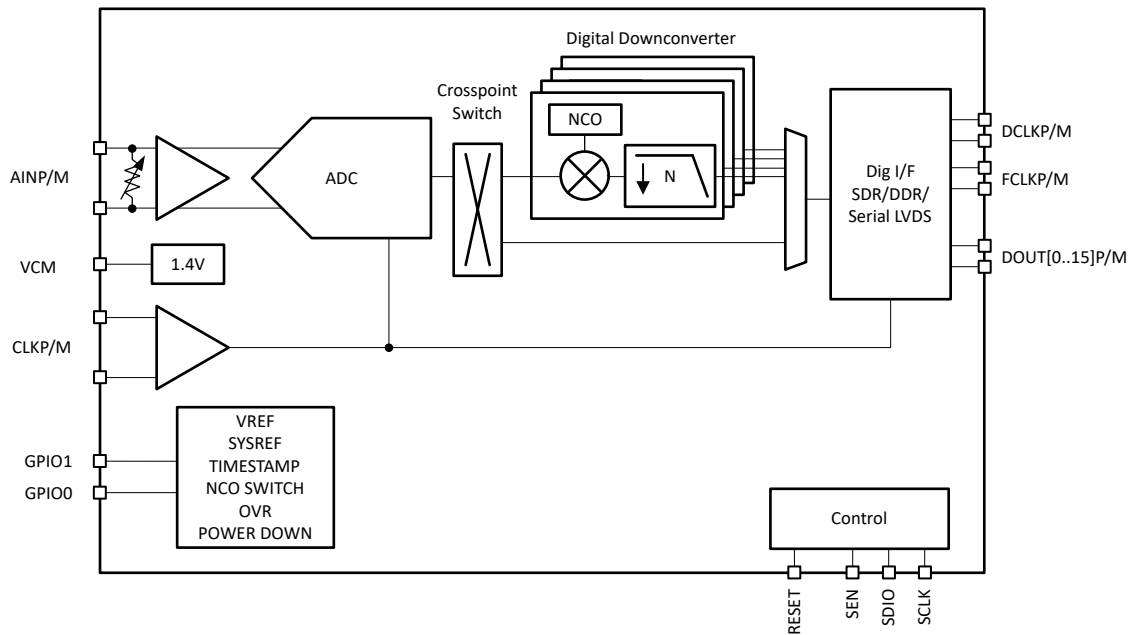 Digital Downconverter
Crosspoint
Switch
NCO
N
ADC
AINP/M
VCM
1.4V
CLKP/M
Dig I/F
SDR/DDR/
Serial LVDS
DCLKP/M
FCLKP/M
DOUT[0..15]P/M
GPIO1
GPIO0
VREF
SYSREF
TIMESTAMP
NCO SWITCH
OVR
POWER DOWN
Control
RESET
SEN
SDIO
SCLK